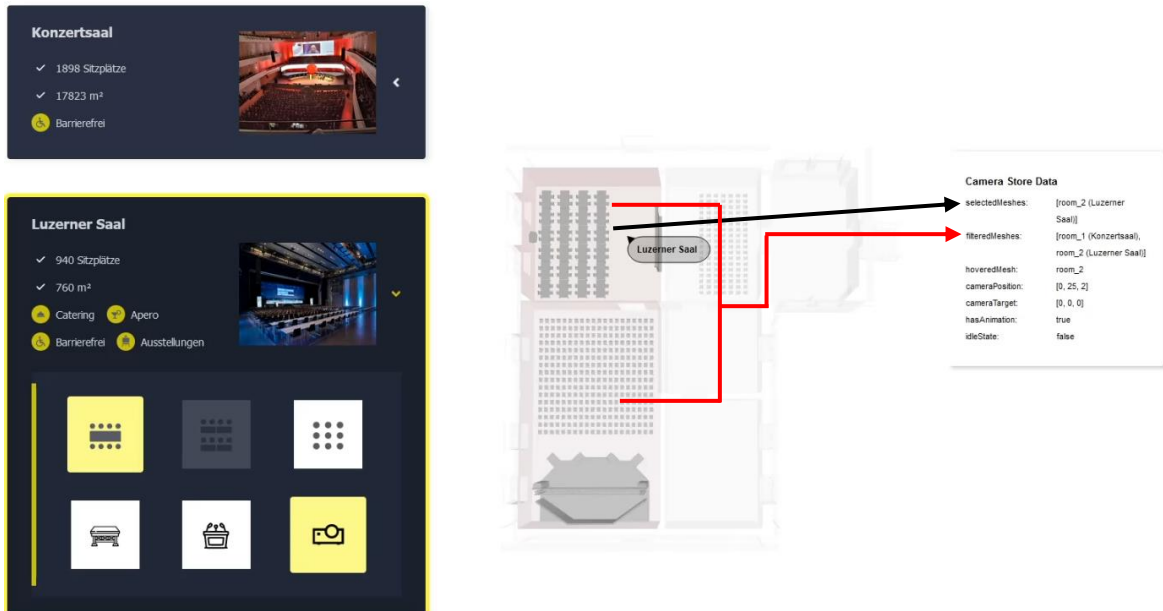 Konzertsaal
1898 Sitzplätze
17823 m²
Barrierefrei
Luzerner Saal
940 Sitzplätze
760 m²
Catering Apero
Barrierefrei Ausstellungen
Luzerner Saal
Camera Store Data
selectedMeshes: [room_2 (Luzerner
Saal)]
filteredMeshes: [room_1 (Konzertsaal),
room_2 (Luzerner Saal)]
hoveredMesh: room_2
cameraPosition: [0, 25, 2]
cameraTarget: [0, 0, 0]
hasAnimation: true
idleState: false